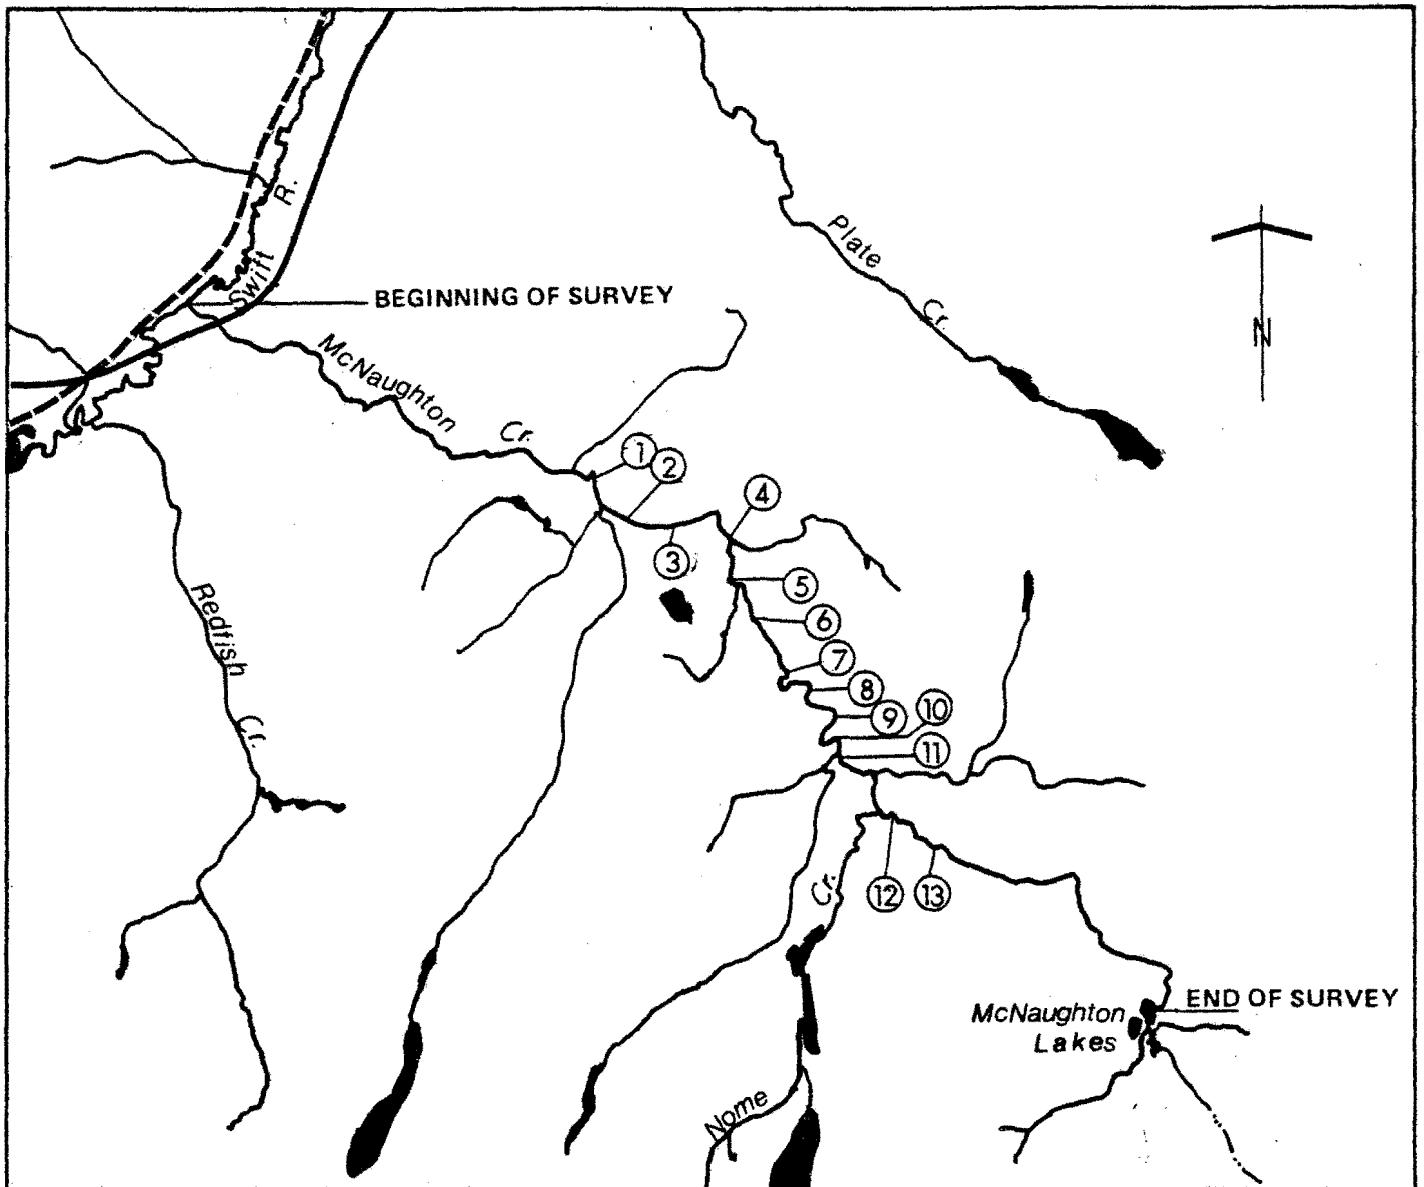 R.
Plate
Cr.
Swift
BEGINNING OF SURVEY
N
McNaughton
Cr.
1
2
4
3
5
Redfish
Cr.
6
7
8
9
10
11
Cr.
12
13
McNaughton
Lakes
END OF SURVEY
Nome